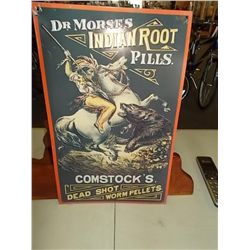 DR MORSE'S
INDIAN ROOT
PILLS.
COMSTOCK'S
DEAD SHOT WORM PELLETS